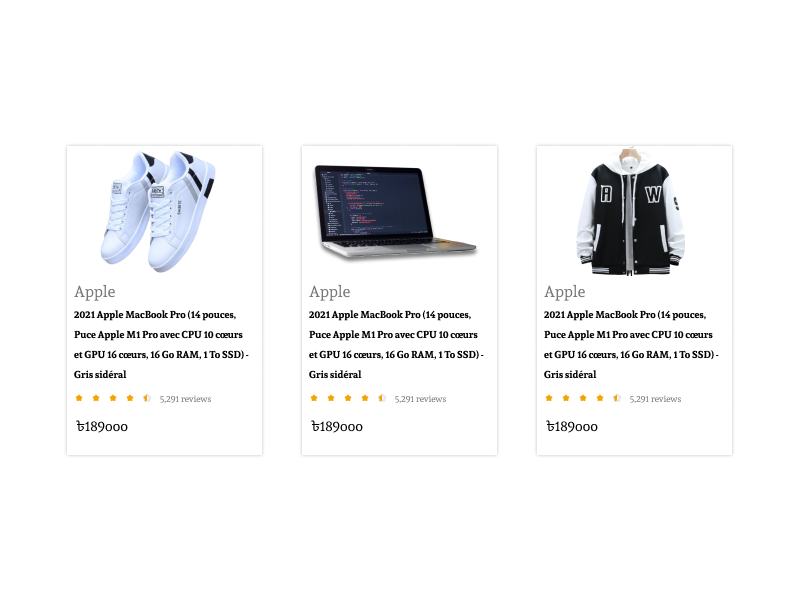 Apple
2021 Apple MacBook Pro (14 pouces,
Puce Apple M1 Pro avec CPU 10 cœurs
et GPU 16 cœurs, 16 Go RAM, 1 To SSD) -
Gris sidéral
5,291 reviews
৳189000
Apple
2021 Apple MacBook Pro (14 pouces,
Puce Apple M1 Pro avec CPU 10 cœurs
et GPU 16 cœurs, 16 Go RAM, 1 To SSD) -
Gris sidéral
5,291 reviews
৳189000
A W
Apple
2021 Apple MacBook Pro (14 pouces,
Puce Apple M1 Pro avec CPU 10 cœurs
et GPU 16 cœurs, 16 Go RAM, 1 To SSD) -
Gris sidéral
5,291 reviews
৳189000